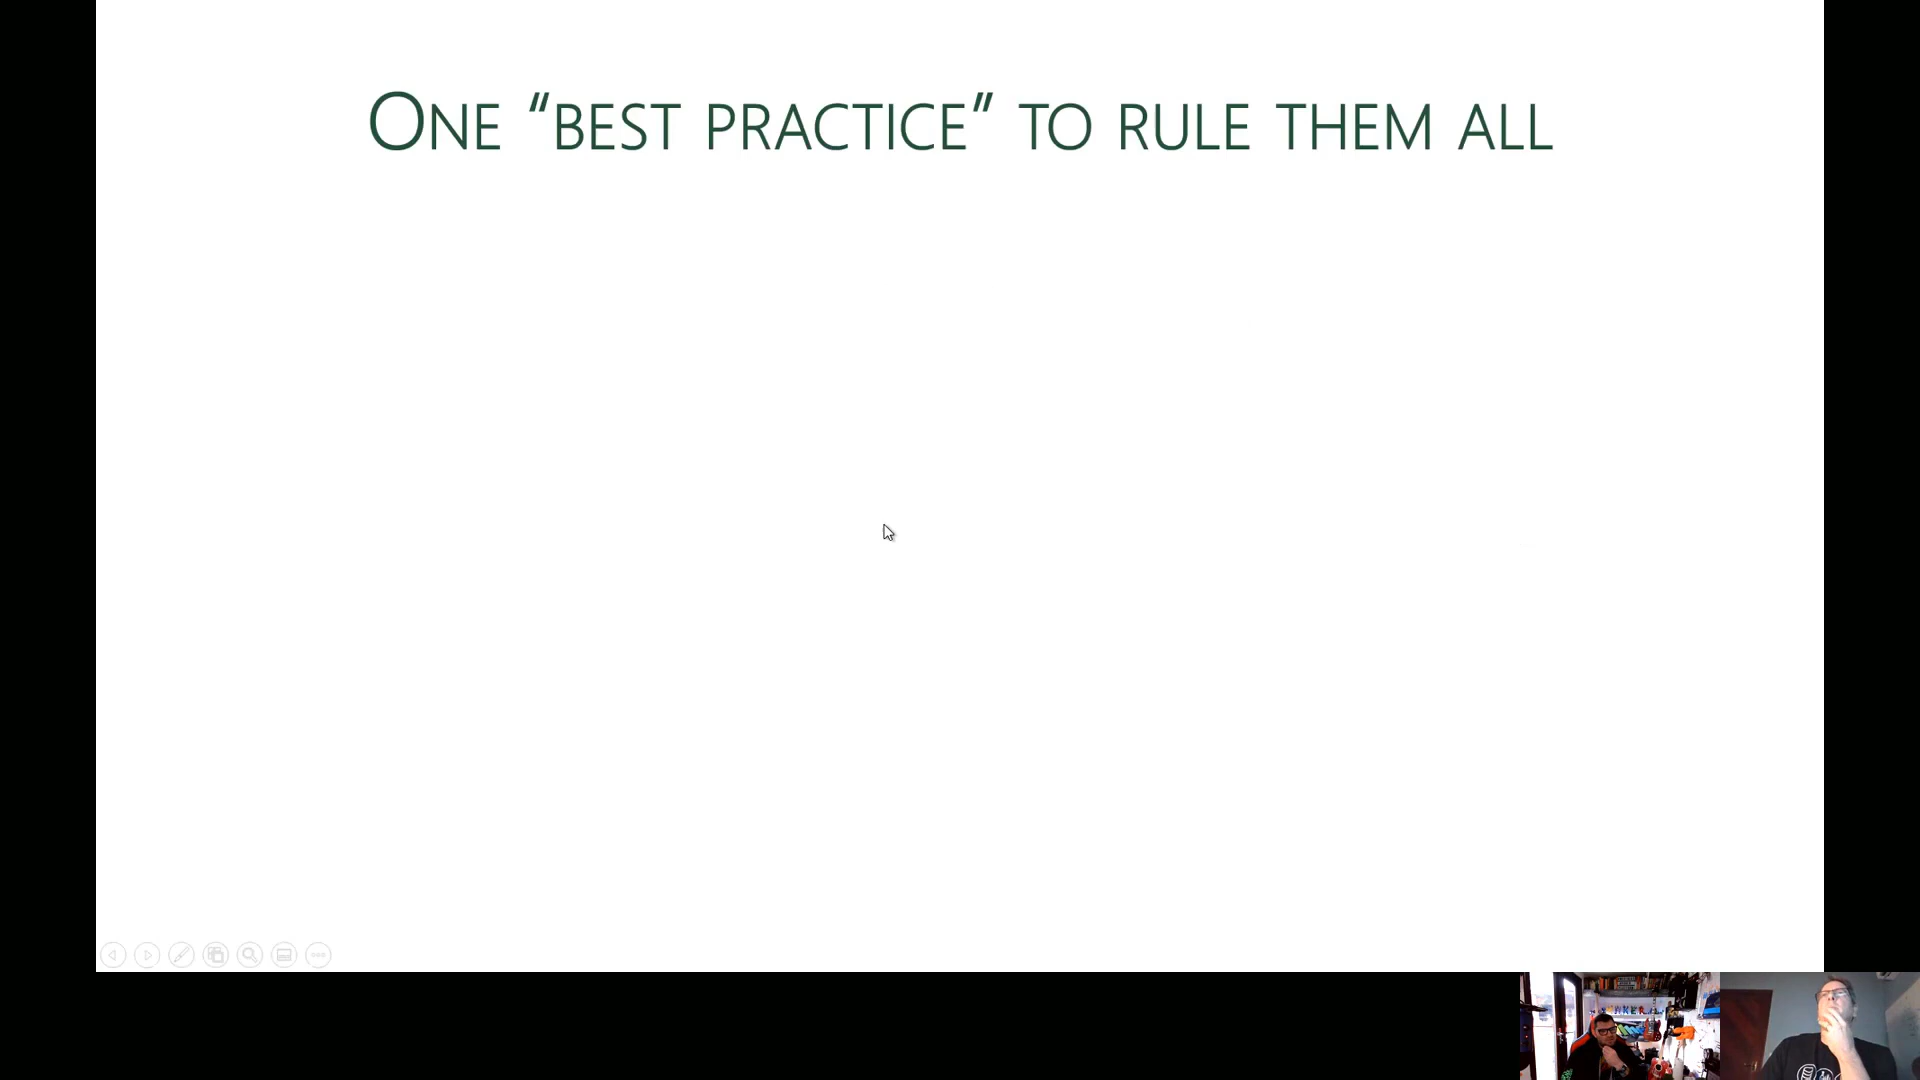 One “best practice” to rule them all